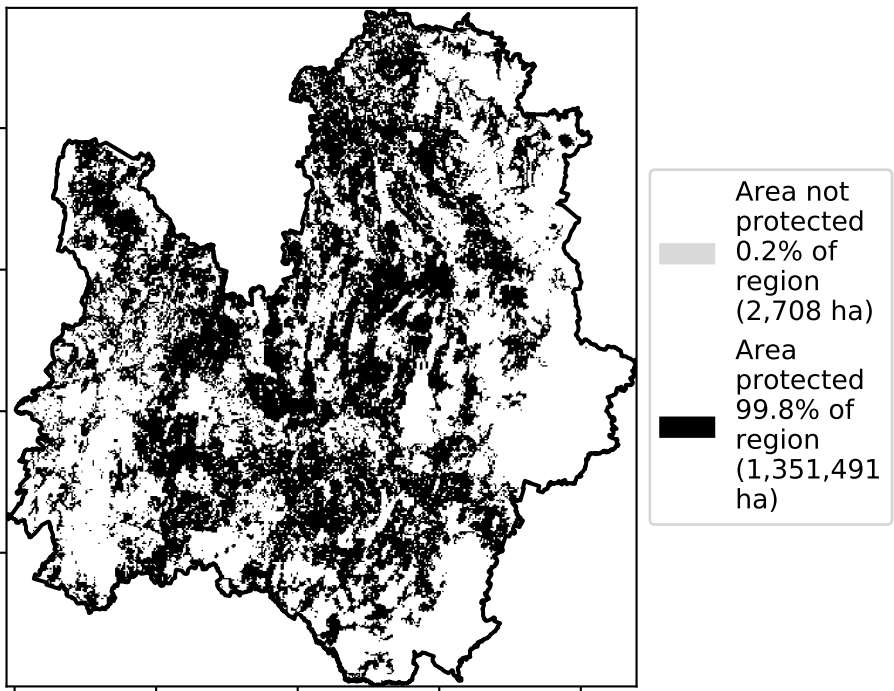 Area not
protected
0.2% of
region
(2,708 ha)
Area
protected
99.8% of
region
(1,351,491
ha)